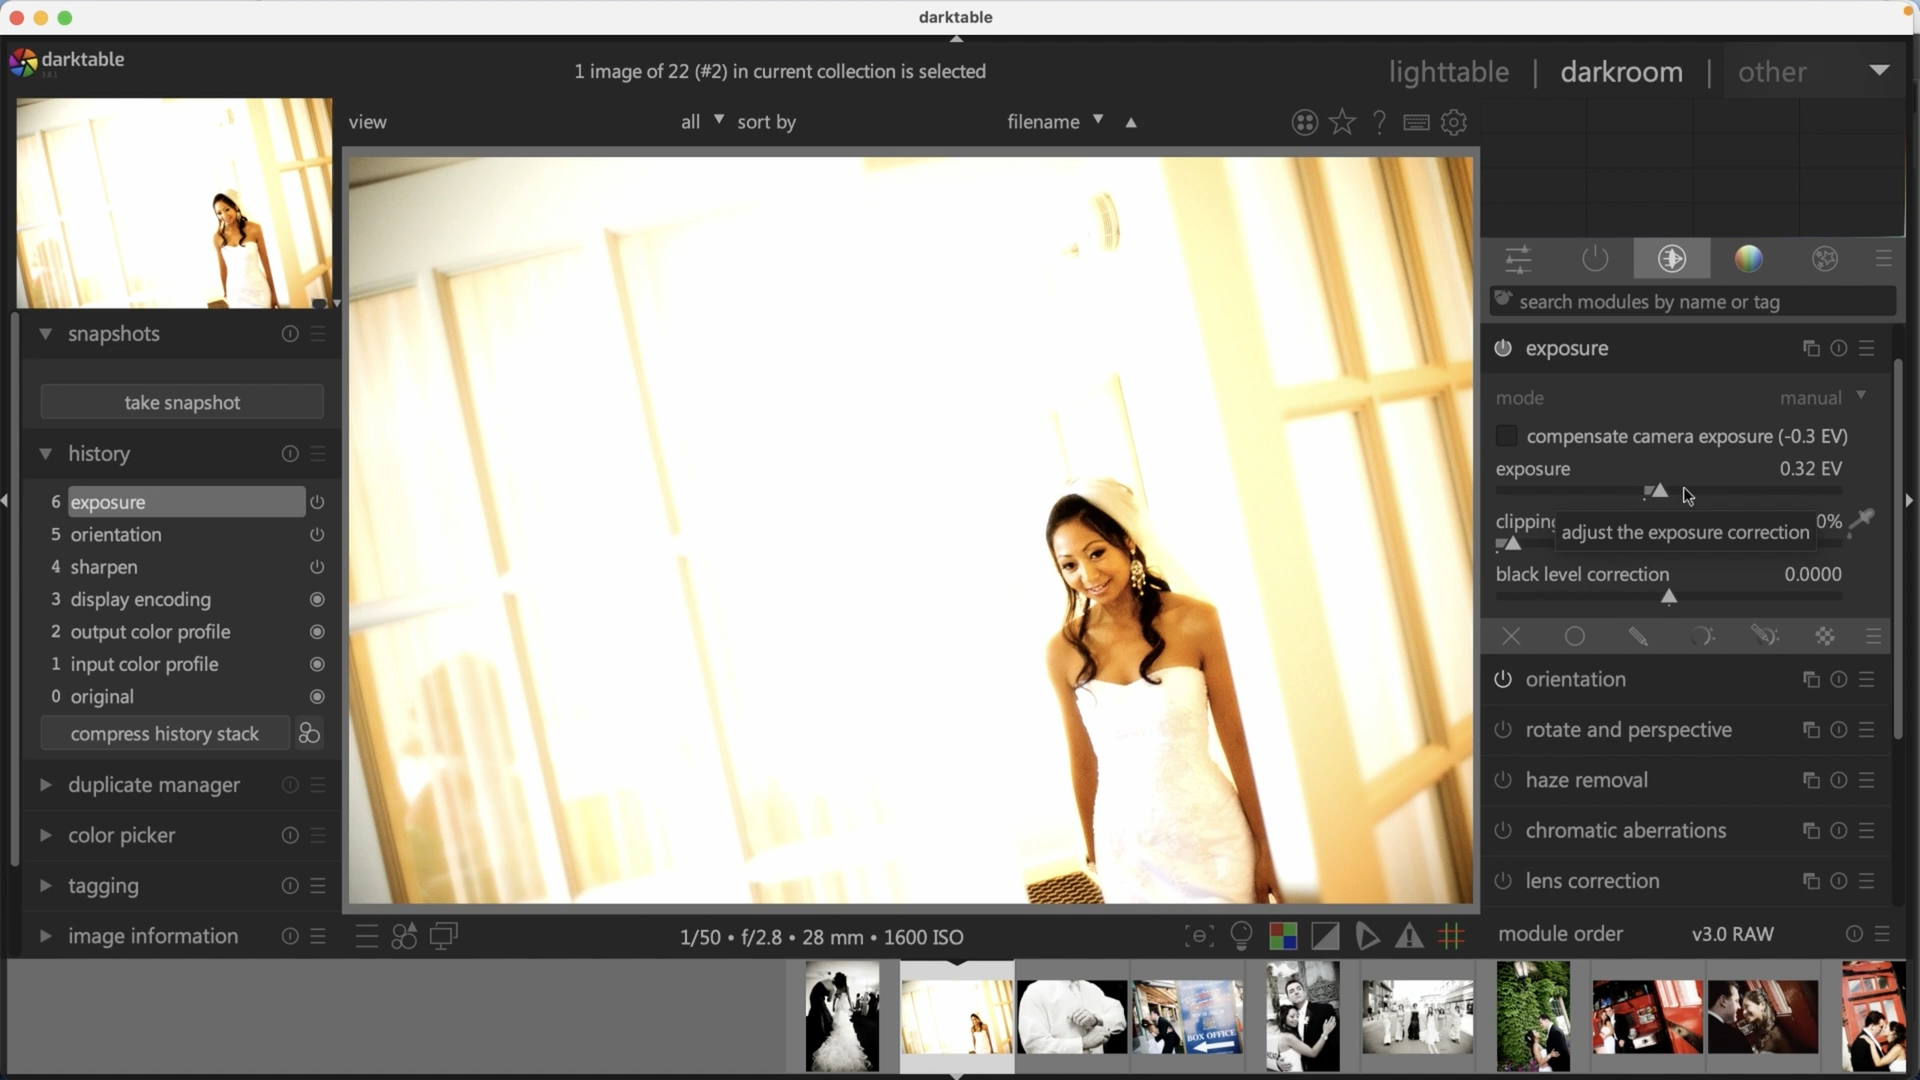 darktable
darktable
3.8.1
1 image of 22 (#2) in current collection is selected
lighttable | darkroom | other
view
all
sort by
filename
search modules by name or tag
snapshots
take snapshot
history
6 exposure
5 orientation
4 sharpen
3 display encoding
2 output color profile
1 input color profile
0 original
compress history stack
duplicate manager
color picker
tagging
image information
exposure
mode manual
compensate camera exposure (-0.3 EV)
exposure 0.32 EV
clipping 0%
adjust the exposure correction
black level correction 0.0000
orientation
rotate and perspective
haze removal
chromatic aberrations
lens correction
module order v3.0 RAW
1/50 • f/2.8 • 28 mm • 1600 ISO
BOX OFFICE